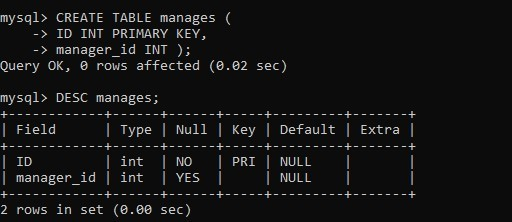 mysql> CREATE TABLE manages (
    -> ID INT PRIMARY KEY,
    -> manager_id INT );
Query OK, 0 rows affected (0.02 sec)

mysql> DESC manages;
+------------+------+------+-----+---------+-------+
| Field      | Type | Null | Key | Default | Extra |
+------------+------+------+-----+---------+-------+
| ID         | int  | NO   | PRI | NULL    |       |
| manager_id | int  | YES  |     | NULL    |       |
+------------+------+------+-----+---------+-------+
2 rows in set (0.00 sec)